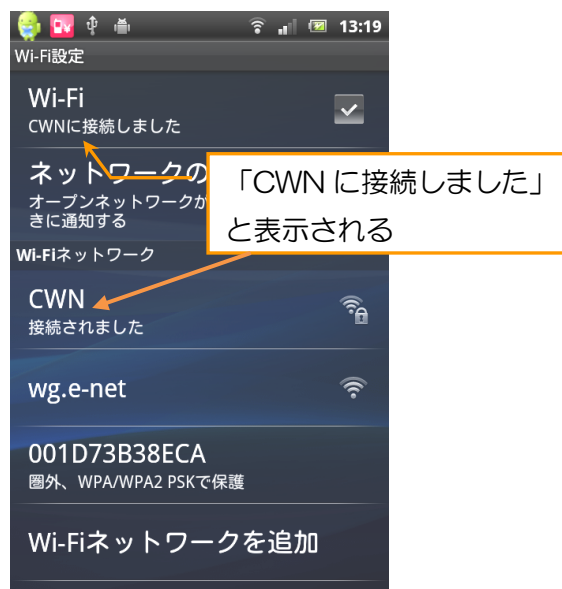 13:19
Wi-Fi設定
Wi-Fi
CWNに接続しました
ネットワークの
オープンネットワークが
きに通知する
「CWN に接続しました」
と表示される
Wi-Fiネットワーク
CWN
接続されました
wg.e-net
001D73B38ECA
圏外、WPA/WPA2 PSKで保護
Wi-Fiネットワークを追加